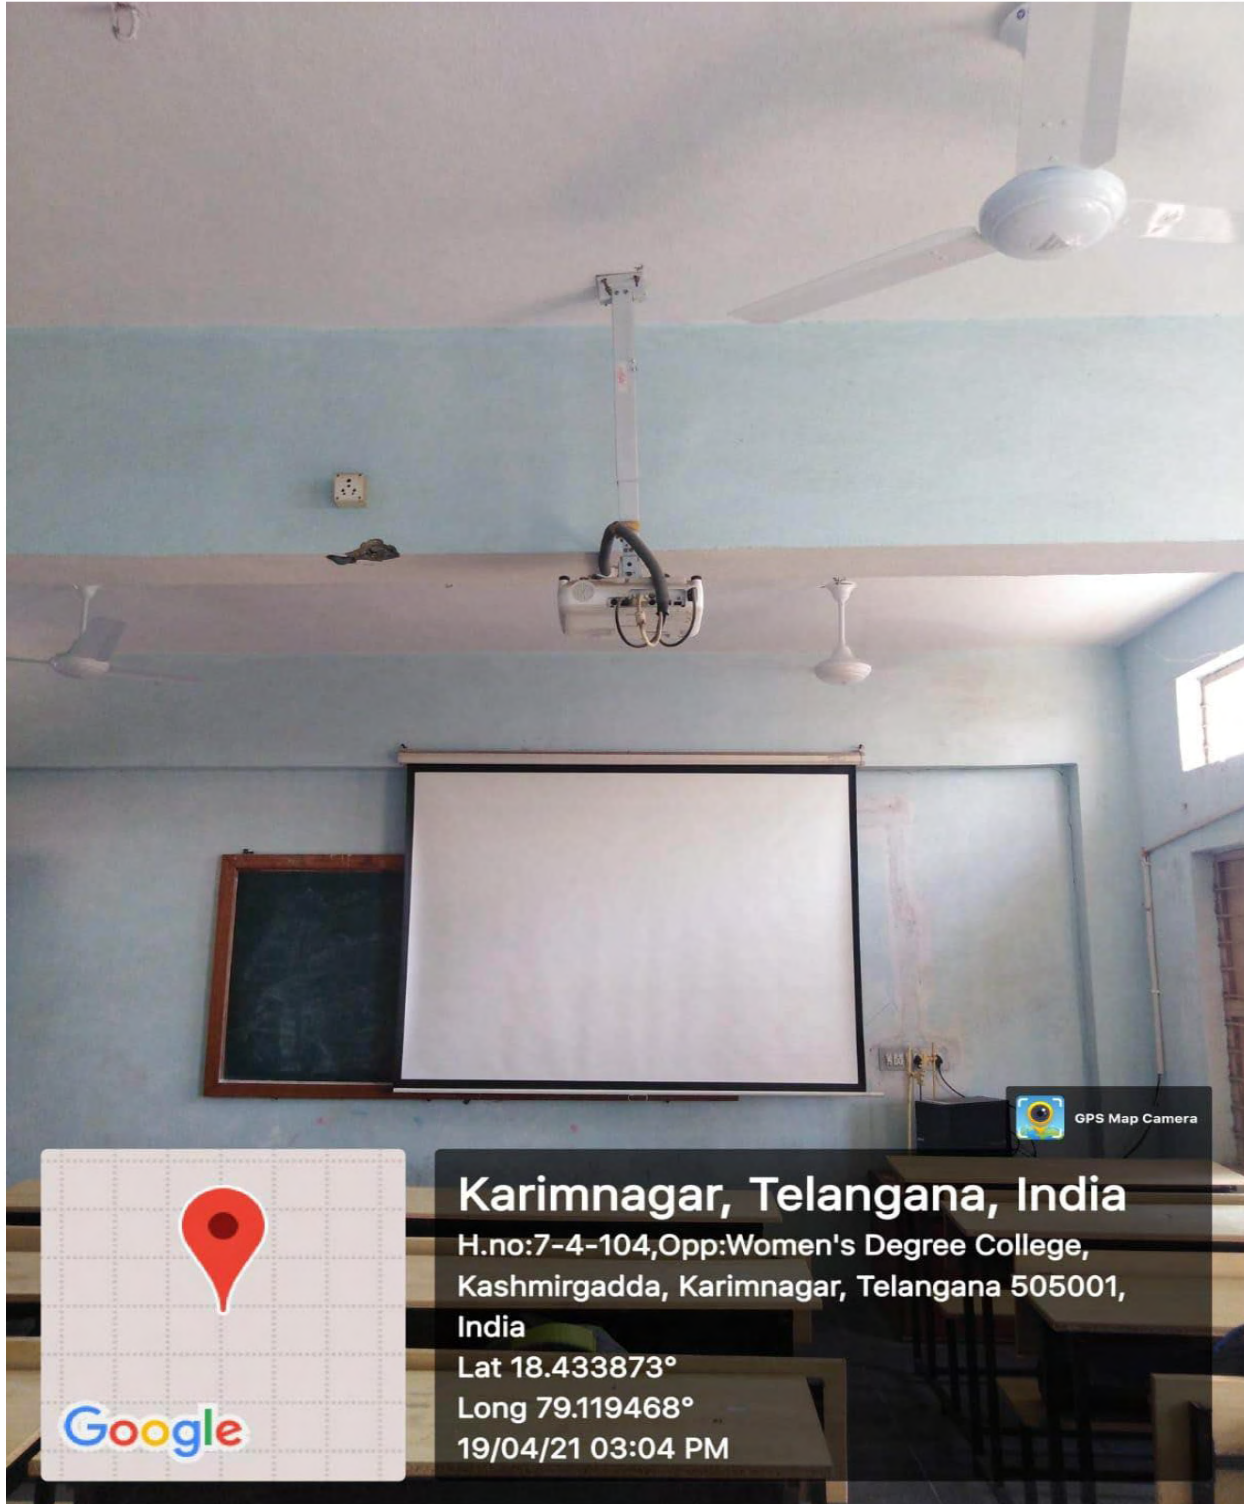 GPS Map Camera
Karimnagar, Telangana, India
H.no:7-4-104,Opp:Women's Degree College,
Kashmirgadda, Karimnagar, Telangana 505001,
India
Lat 18.433873°
Long 79.119468°
19/04/21 03:04 PM
Google